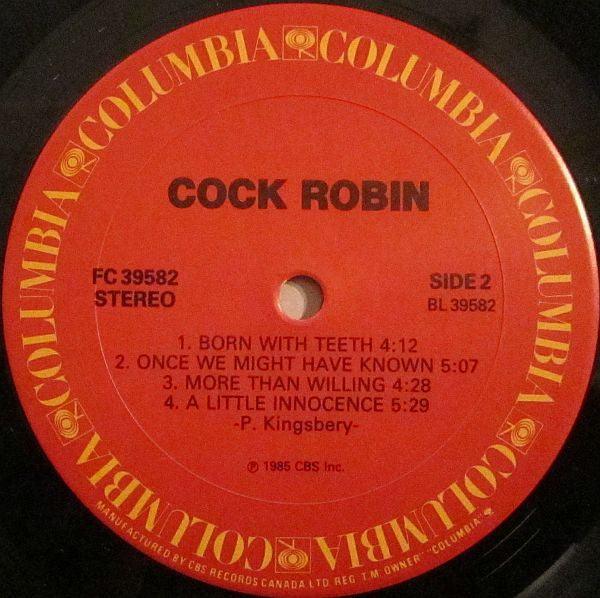 COLUMBIA COLUMBIA COLUMBIA COLUMBIA COLUMBIA COLUMBIA COLUMBIA COLUMBIA
COCK ROBIN
FC 39582
STEREO
SIDE 2
BL 39582
1. BORN WITH TEETH 4:12
2. ONCE WE MIGHT HAVE KNOWN 5:07
3. MORE THAN WILLING 4:28
4. A LITTLE INNOCENCE 5:29
-P. Kingsbery-
℗ 1985 CBS Inc.
MANUFACTURED BY CBS RECORDS CANADA LTD REG. T.M. OWNER "COLUMBIA"